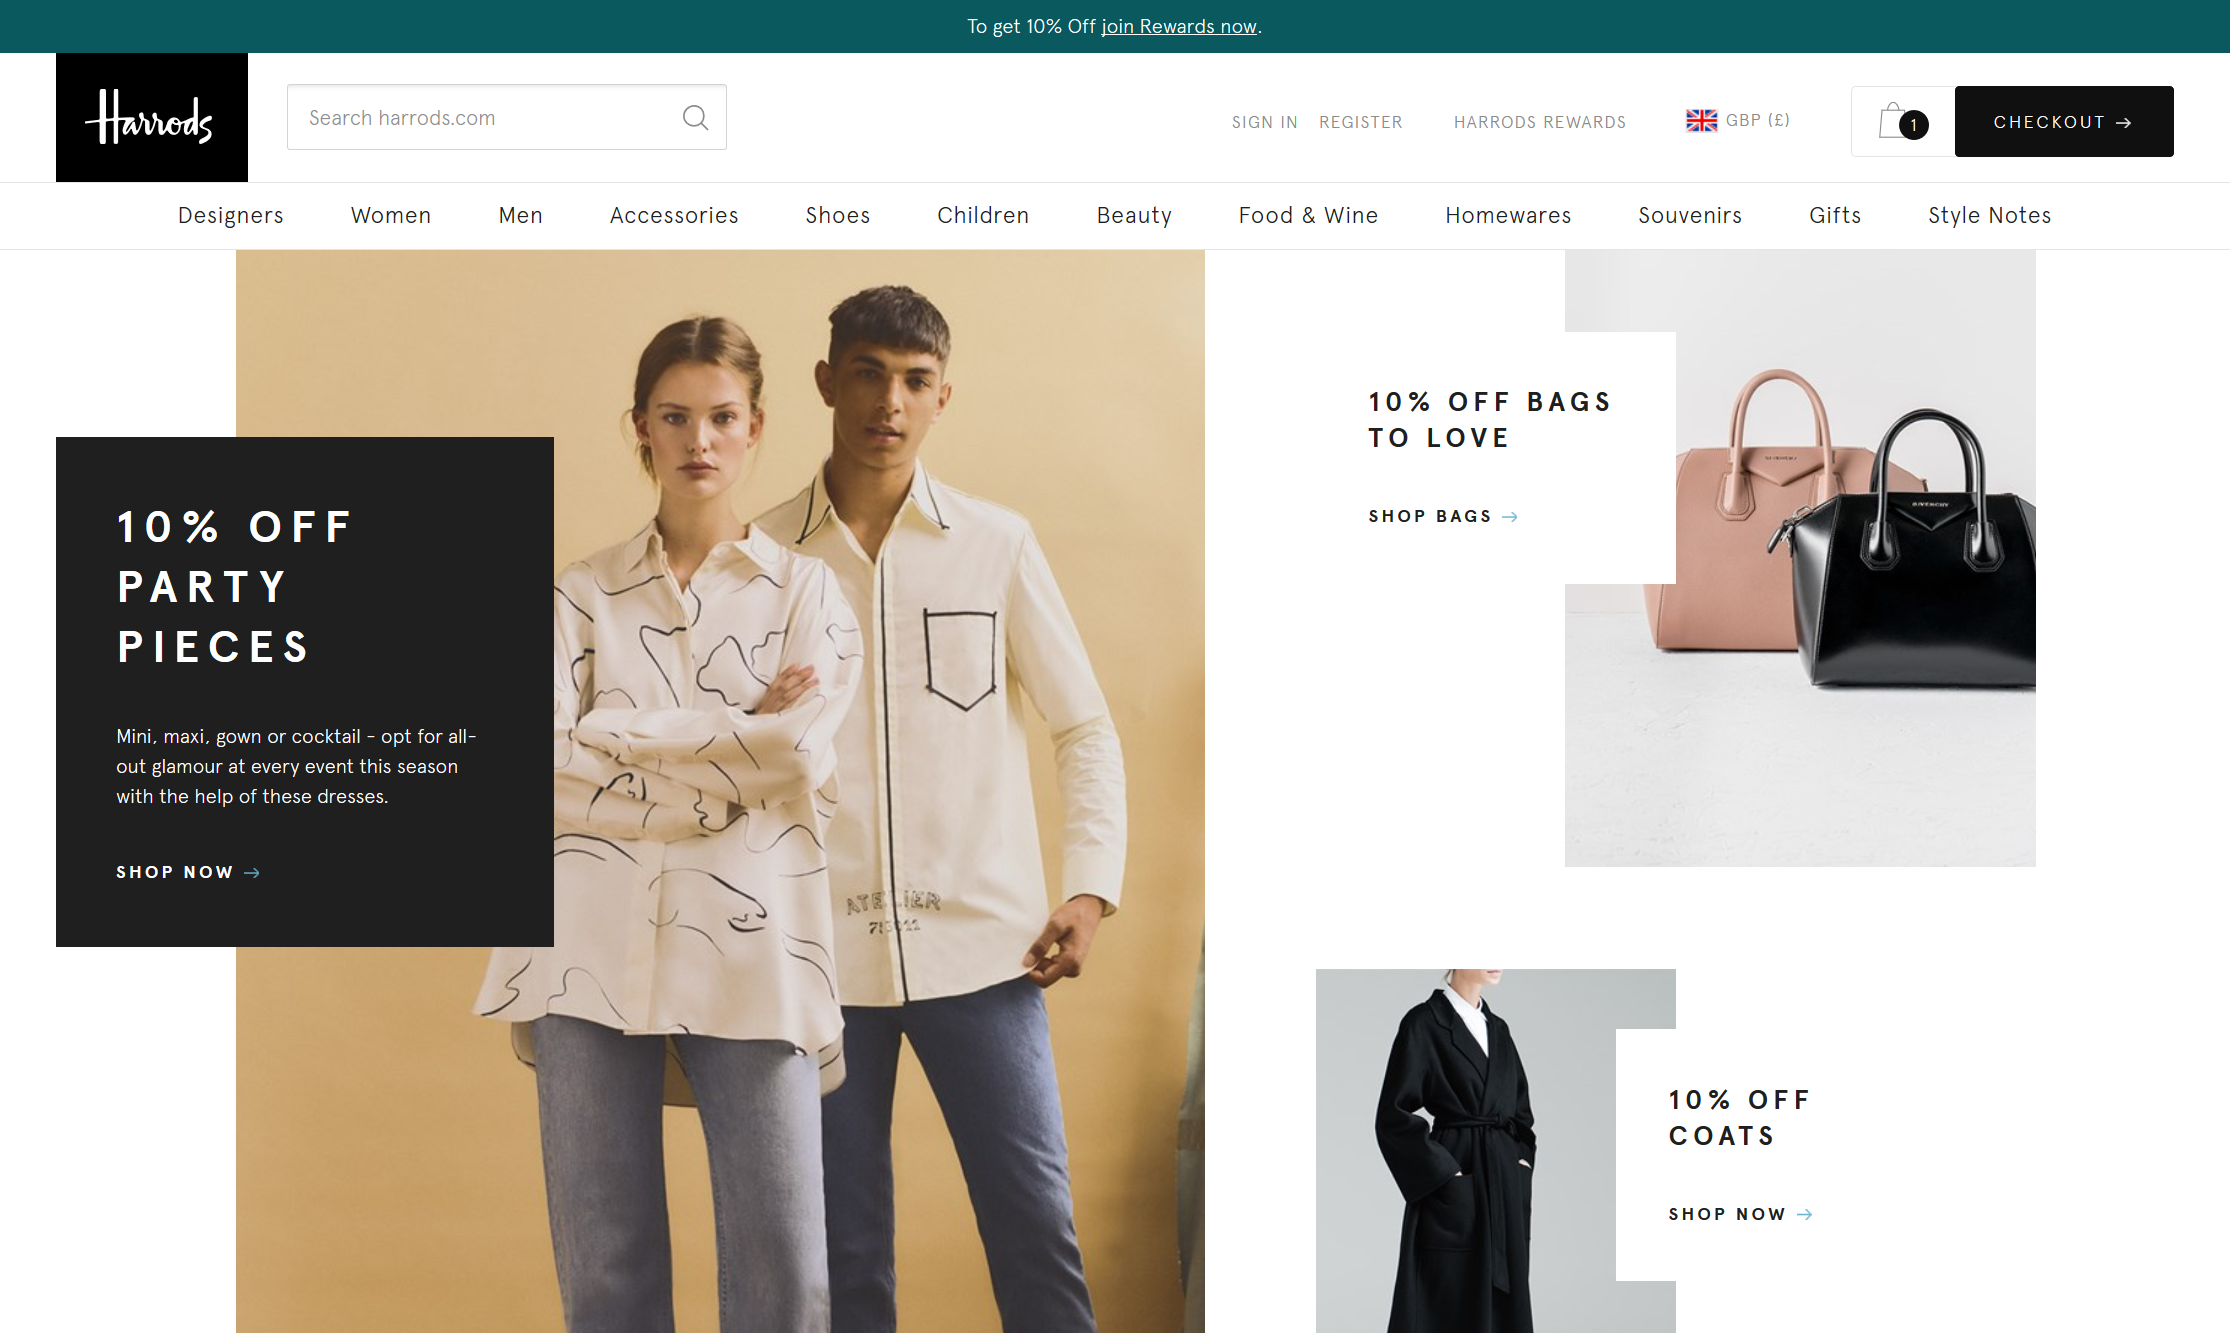 To get 10% Off join Rewards now.
Harrods
Search harrods.com
SIGN IN
REGISTER
HARRODS REWARDS
GBP (£)
1
CHECKOUT →
Designers
Women
Men
Accessories
Shoes
Children
Beauty
Food & Wine
Homewares
Souvenirs
Gifts
Style Notes
10% OFF
PARTY
PIECES
Mini, maxi, gown or cocktail - opt for all-
out glamour at every event this season
with the help of these dresses.
SHOP NOW →
ATELIER
10% OFF BAGS
TO LOVE
SHOP BAGS →
GIVENCHY
10% OFF
COATS
SHOP NOW →